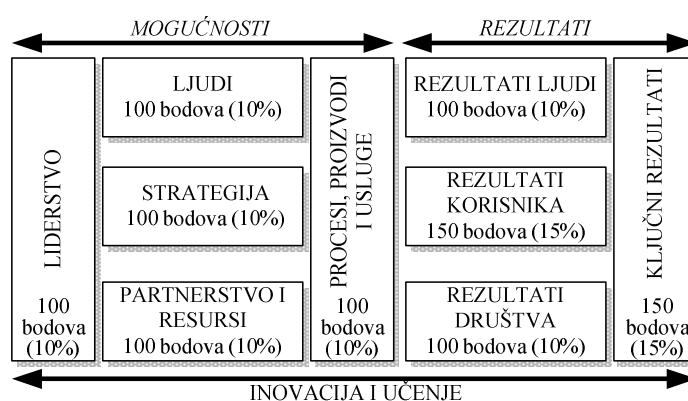 MOGUĆNOSTI
REZULTATI
LIDERSTVO
100
bodova
(10%)
LJUDI
100 bodova (10%)
STRATEGIJA
100 bodova (10%)
PARTNERSTVO I
RESURSI
100 bodova (10%)
PROCESI, PROIZVODI
I USLUGE
100
bodova
(10%)
REZULTATI LJUDI
100 bodova (10%)
REZULTATI
KORISNIKA
150 bodova (15%)
REZULTATI
DRUŠTVA
100 bodova (10%)
KLJUČNI REZULTATI
150
bodova
(15%)
INOVACIJA I UČENJE